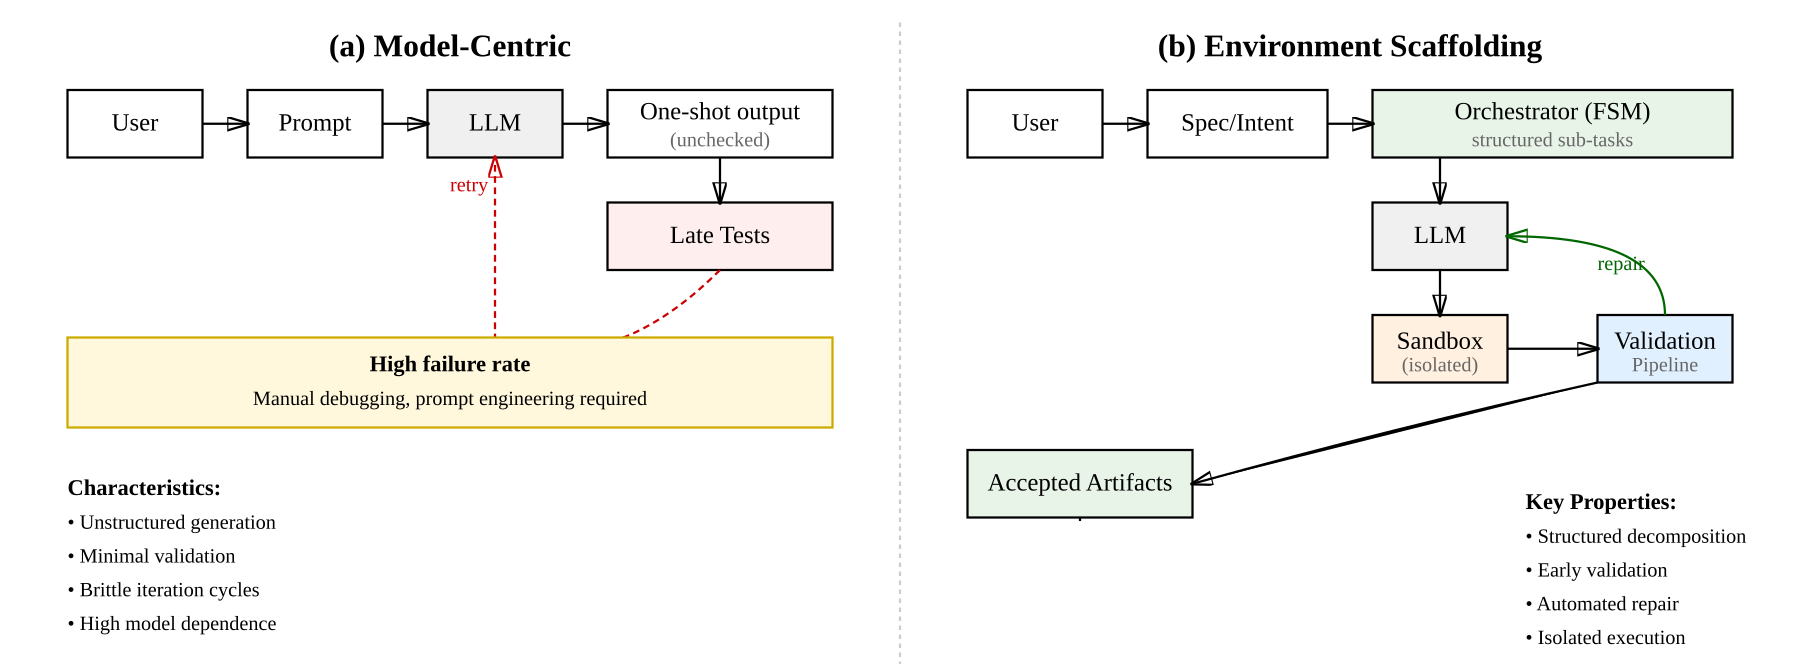 (a) Model-Centric
User
Prompt
LLM
One-shot output
(unchecked)
retry
Late Tests
High failure rate
Manual debugging, prompt engineering required
Characteristics:
• Unstructured generation
• Minimal validation
• Brittle iteration cycles
• High model dependence
(b) Environment Scaffolding
User
Spec/Intent
Orchestrator (FSM)
structured sub-tasks
LLM
repair
Sandbox
(isolated)
Validation
Pipeline
Accepted Artifacts
Key Properties:
• Structured decomposition
• Early validation
• Automated repair
• Isolated execution